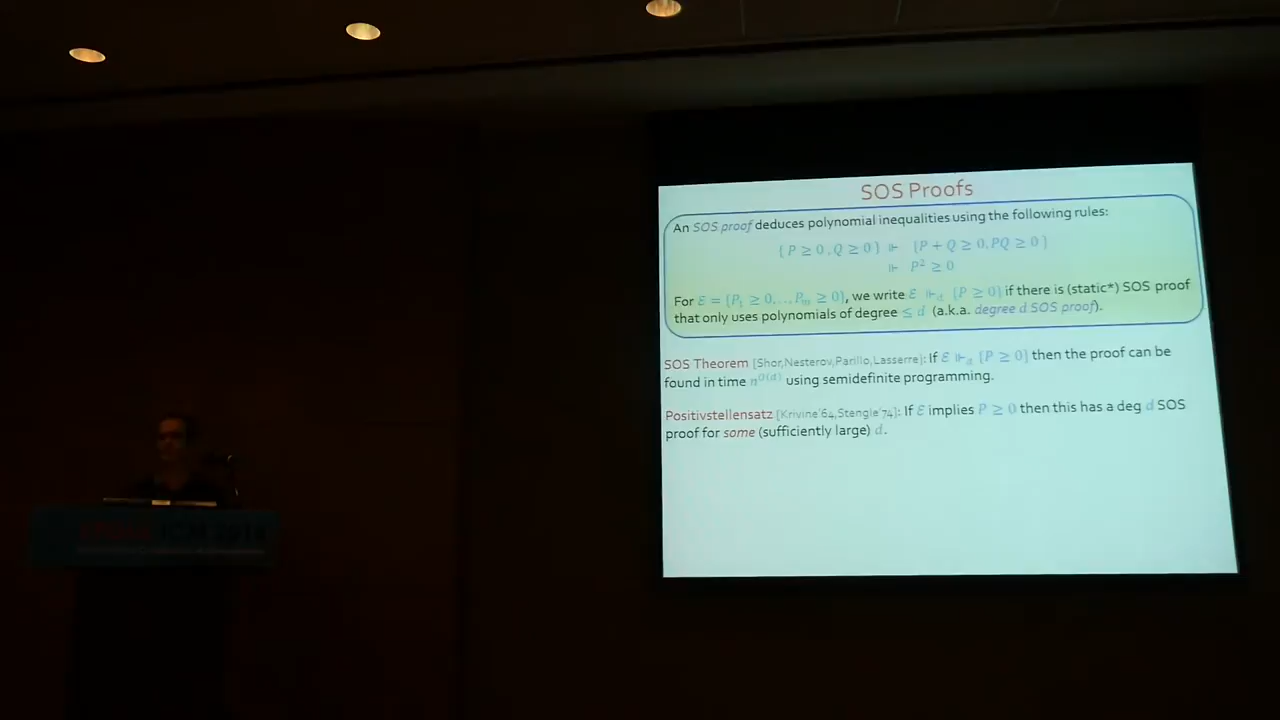 SOS Proofs
An SOS proof deduces polynomial inequalities using the following rules:
{ P ≥ 0 , Q ≥ 0 } ⊩ {P + Q ≥ 0, PQ ≥ 0 }
⊩ P² ≥ 0
For ℰ = {P₁ ≥ 0, … , Pₘ ≥ 0}, we write ℰ ⊩_d {P ≥ 0} if there is (static*) SOS proof
that only uses polynomials of degree ≤ d (a.k.a. degree d SOS proof).
SOS Theorem [Shor,Nesterov,Parillo,Lasserre]: If ℰ ⊩_d {P ≥ 0} then the proof can be
found in time n^{O(d)} using semidefinite programming.
Positivstellensatz [Krivine'64,Stengle'74]: If ℰ implies P ≥ 0 then this has a deg d SOS
proof for some (sufficiently large) d.
ICM 2014